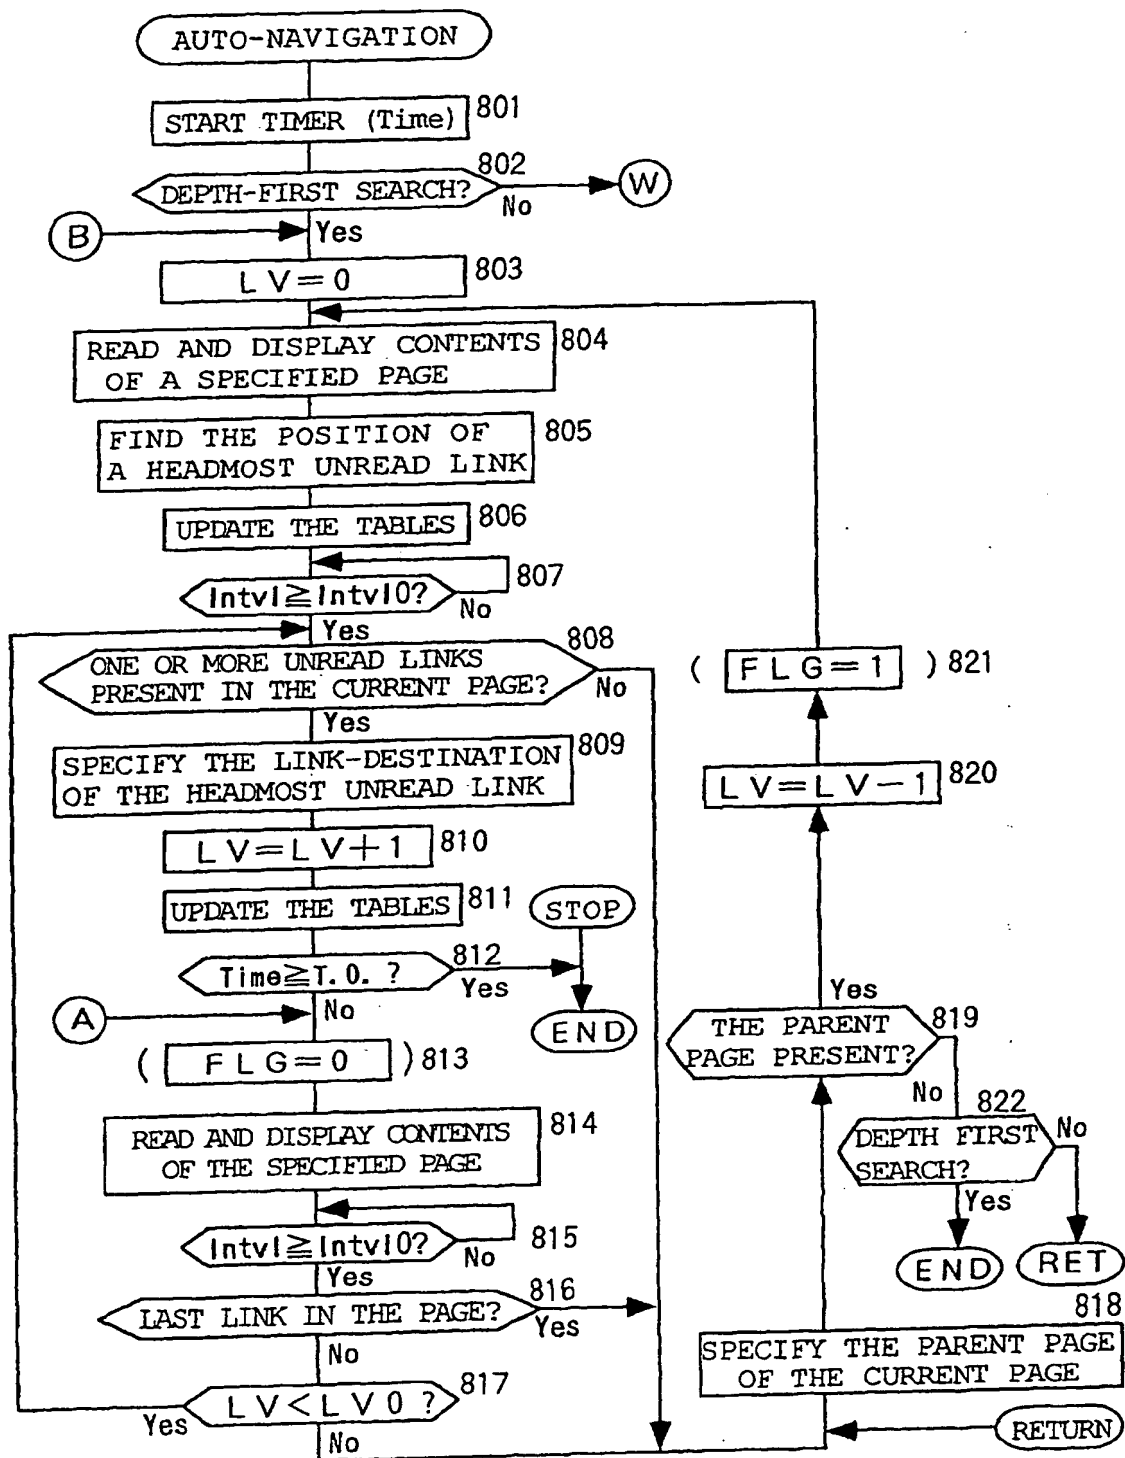 AUTO-NAVIGATION
START TIMER (Time)
801
DEPTH-FIRST SEARCH?
802
No
W
B
Yes
LV=0
803
READ AND DISPLAY CONTENTS
OF A SPECIFIED PAGE
804
FIND THE POSITION OF
A HEADMOST UNREAD LINK
805
UPDATE THE TABLES
806
Intvl≧Intvl0?
807
No
Yes
ONE OR MORE UNREAD LINKS
PRESENT IN THE CURRENT PAGE?
808
No
Yes
SPECIFY THE LINK-DESTINATION
OF THE HEADMOST UNREAD LINK
809
LV=LV+1
810
UPDATE THE TABLES
811
STOP
Time≧T.O. ?
812
Yes
END
No
A
( FLG=0 ) 813
READ AND DISPLAY CONTENTS
OF THE SPECIFIED PAGE
814
Intvl≧Intvl0?
815
No
Yes
LAST LINK IN THE PAGE?
816
Yes
No
LV<LV0 ?
817
Yes
No
( FLG=1 ) 821
LV=LV-1
820
Yes
THE PARENT
PAGE PRESENT?
819
No
822
DEPTH FIRST
SEARCH?
No
Yes
END
RET
818
SPECIFY THE PARENT PAGE
OF THE CURRENT PAGE
RETURN